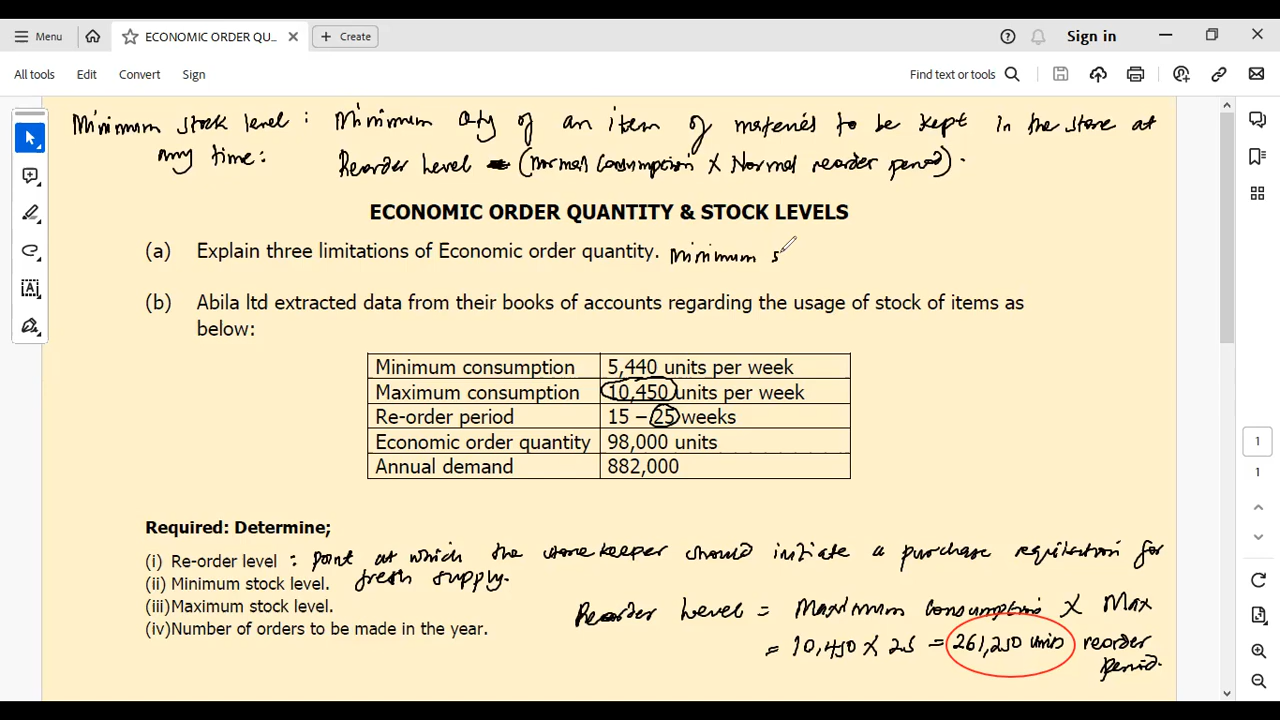 Menu
ECONOMIC ORDER QU...
Create
Sign in
All tools
Edit
Convert
Sign
Find text or tools
Minimum stock level : Minimum Qty of an item of materials to be kept in the store at
any time: Reorder Level - (Normal Consumption X Normal reorder period).
ECONOMIC ORDER QUANTITY & STOCK LEVELS
(a) Explain three limitations of Economic order quantity. Minimum s
(b) Abila ltd extracted data from their books of accounts regarding the usage of stock of items as
below:
Minimum consumption 5,440 units per week
Maximum consumption 10,450 units per week
Re-order period 15 – 25 weeks
Economic order quantity 98,000 units
Annual demand 882,000
Required: Determine;
(i) Re-order level : point at which the storekeeper should initiate a purchase requisition for
(ii) Minimum stock level. fresh supply.
(iii)Maximum stock level.
Reorder Level = Maximum consumption X Max
(iv)Number of orders to be made in the year.
= 10,450 X 25 = 261,250 units reorder
period.
1
1